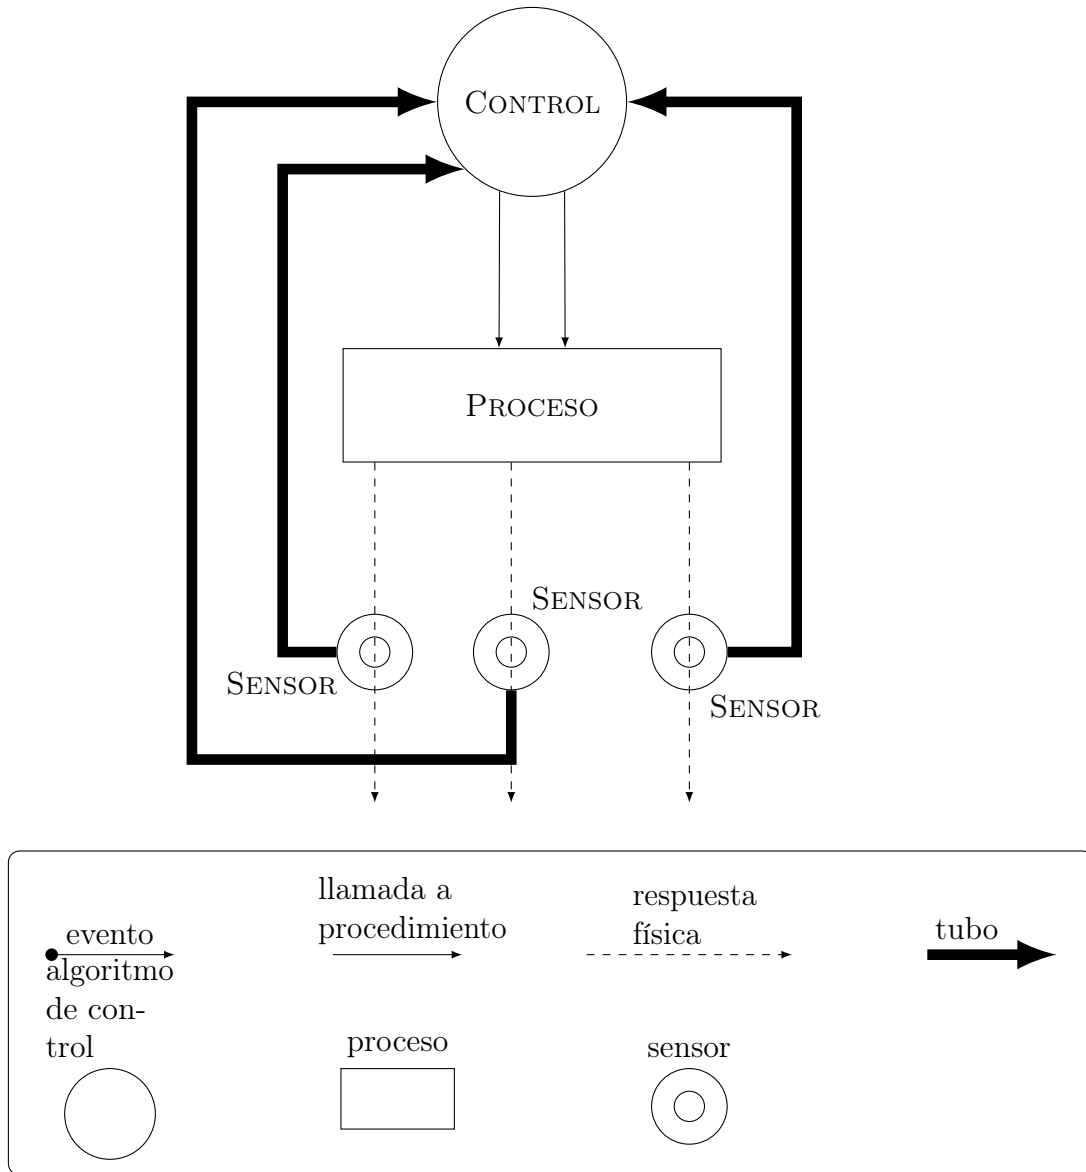 CONTROL
PROCESO
SENSOR
SENSOR
SENSOR
llamada a
procedimiento
respuesta
física
evento
tubo
algoritmo
de con-
trol
proceso
sensor